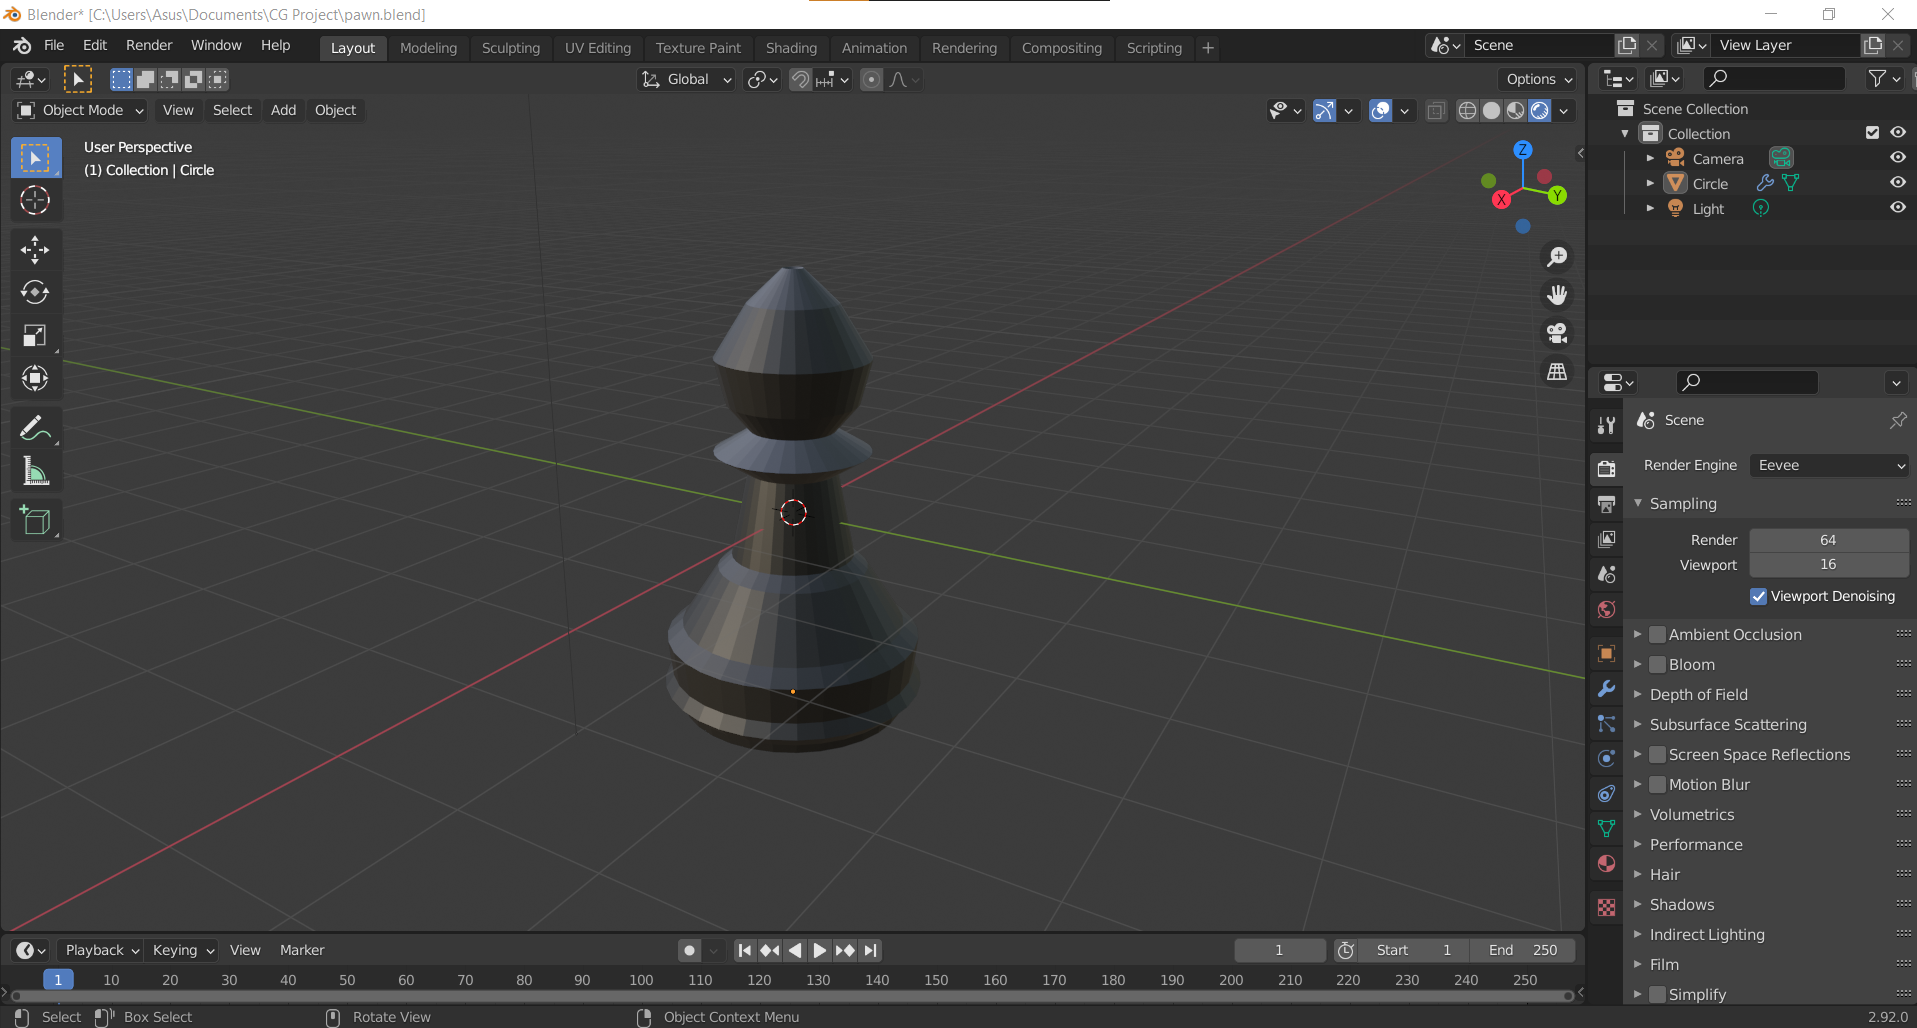 Blender* [C:\Users\Asus\Documents\CG Project\pawn.blend]
File Edit Render Window Help Layout Modeling Sculpting UV Editing Texture Paint Shading Animation Rendering Compositing Scripting + Scene View Layer
Global Options
Object Mode View Select Add Object
User Perspective
(1) Collection | Circle
Z
X Y
Scene Collection
Collection
Camera
Circle
Light
Scene
Render Engine Eevee
Sampling
Render 64
Viewport 16
Viewport Denoising
Ambient Occlusion
Bloom
Depth of Field
Subsurface Scattering
Screen Space Reflections
Motion Blur
Volumetrics
Performance
Hair
Shadows
Indirect Lighting
Film
Simplify
Playback Keying View Marker 1 Start 1 End 250
1 10 20 30 40 50 60 70 80 90 100 110 120 130 140 150 160 170 180 190 200 210 220 230 240 250
Select Box Select Rotate View Object Context Menu 2.92.0